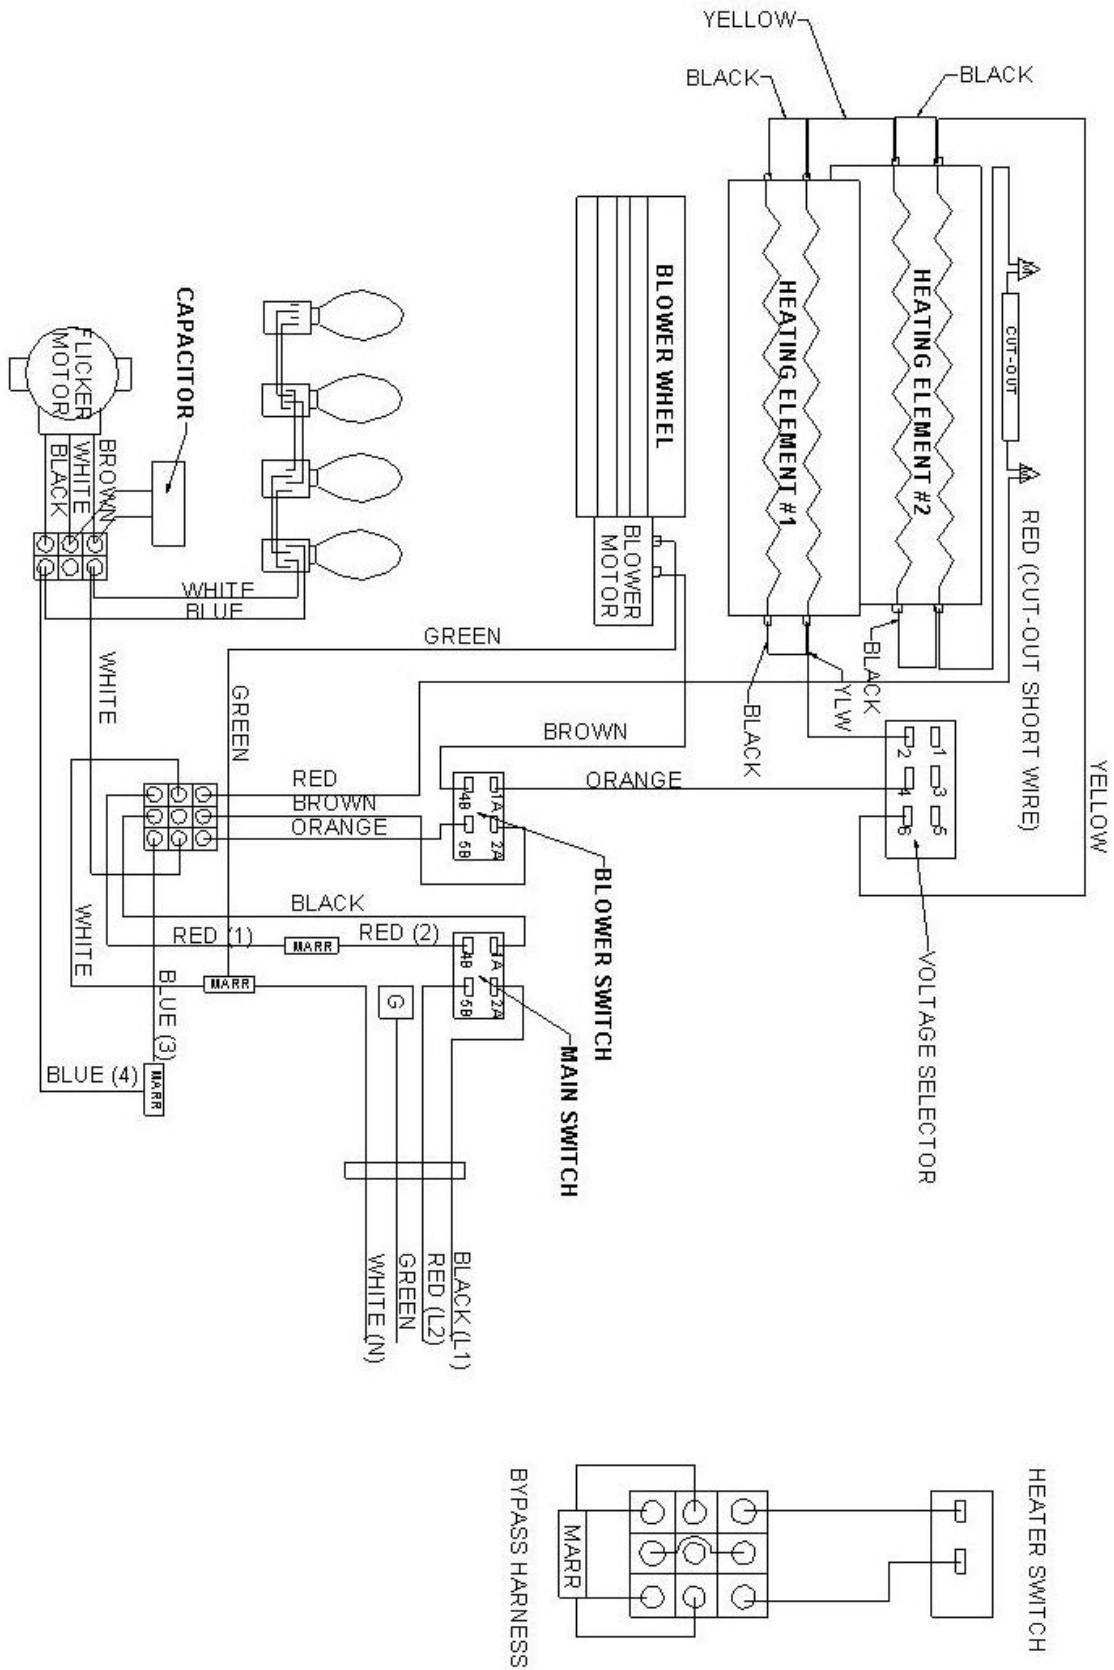 YELLOW
BLACK
BLACK
HEATING ELEMENT #2
HEATING ELEMENT #1
CUT-OUT
RED (CUT-OUT SHORT WIRE)
BLOWER WHEEL
BLOWER
MOTOR
CAPACITOR
FLICKER
MOTOR
BROWN
WHITE
BLACK
WHITE
BLUE
GREEN
BLACK
YLW
BLACK
YELLOW
WHITE
GREEN
BROWN
ORANGE
1
2
3
4
5
6
VOLTAGE SELECTOR
RED
BROWN
ORANGE
1A
4B
2A
5B
BLOWER SWITCH
BLACK
RED (1)
MARR
RED (2)
1A
4B
2A
5B
MAIN SWITCH
WHITE
MARR
G
BLUE (3)
BLUE (4)
MARR
BLACK (L1)
RED (L2)
GREEN
WHITE (N)
HEATER SWITCH
MARR
BYPASS HARNESS